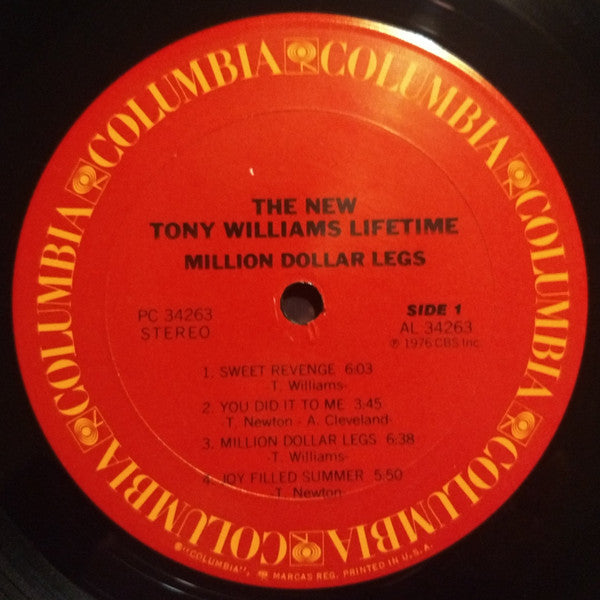 COLUMBIA COLUMBIA COLUMBIA COLUMBIA COLUMBIA COLUMBIA COLUMBIA COLUMBIA
THE NEW
TONY WILLIAMS LIFETIME
MILLION DOLLAR LEGS
PC 34263 SIDE 1
STEREO AL 34263
℗ 1976 CBS Inc.
1. SWEET REVENGE 6:03
-T. Williams-
2. YOU DID IT TO ME 3:45
-T. Newton - A. Cleveland-
3. MILLION DOLLAR LEGS 6:38
-T. Williams-
4. JOY FILLED SUMMER 5:50
-T. Newton-
®"COLUMBIA", MARCAS REG. PRINTED IN U.S.A.